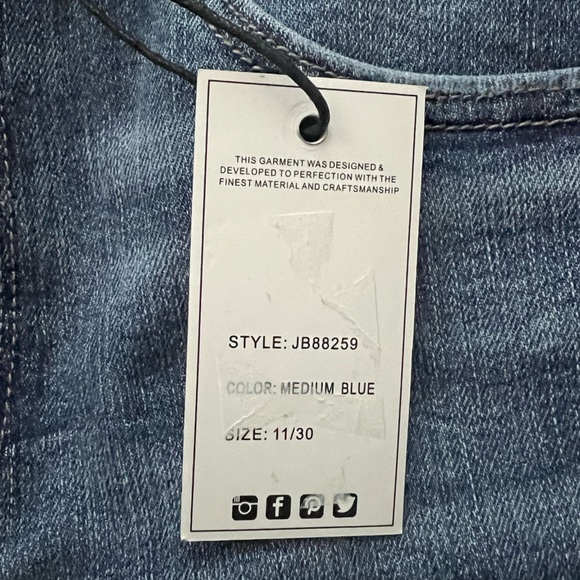 THIS GARMENT WAS DESIGNED &
DEVELOPED TO PERFECTION WITH THE
FINEST MATERIAL AND CRAFTSMANSHIP
STYLE: JB88259
COLOR: MEDIUM BLUE
SIZE: 11/30